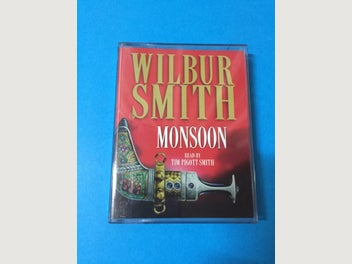 WILBUR
SMITH
MONSOON
READ BY
TIM PIGOTT SMITH